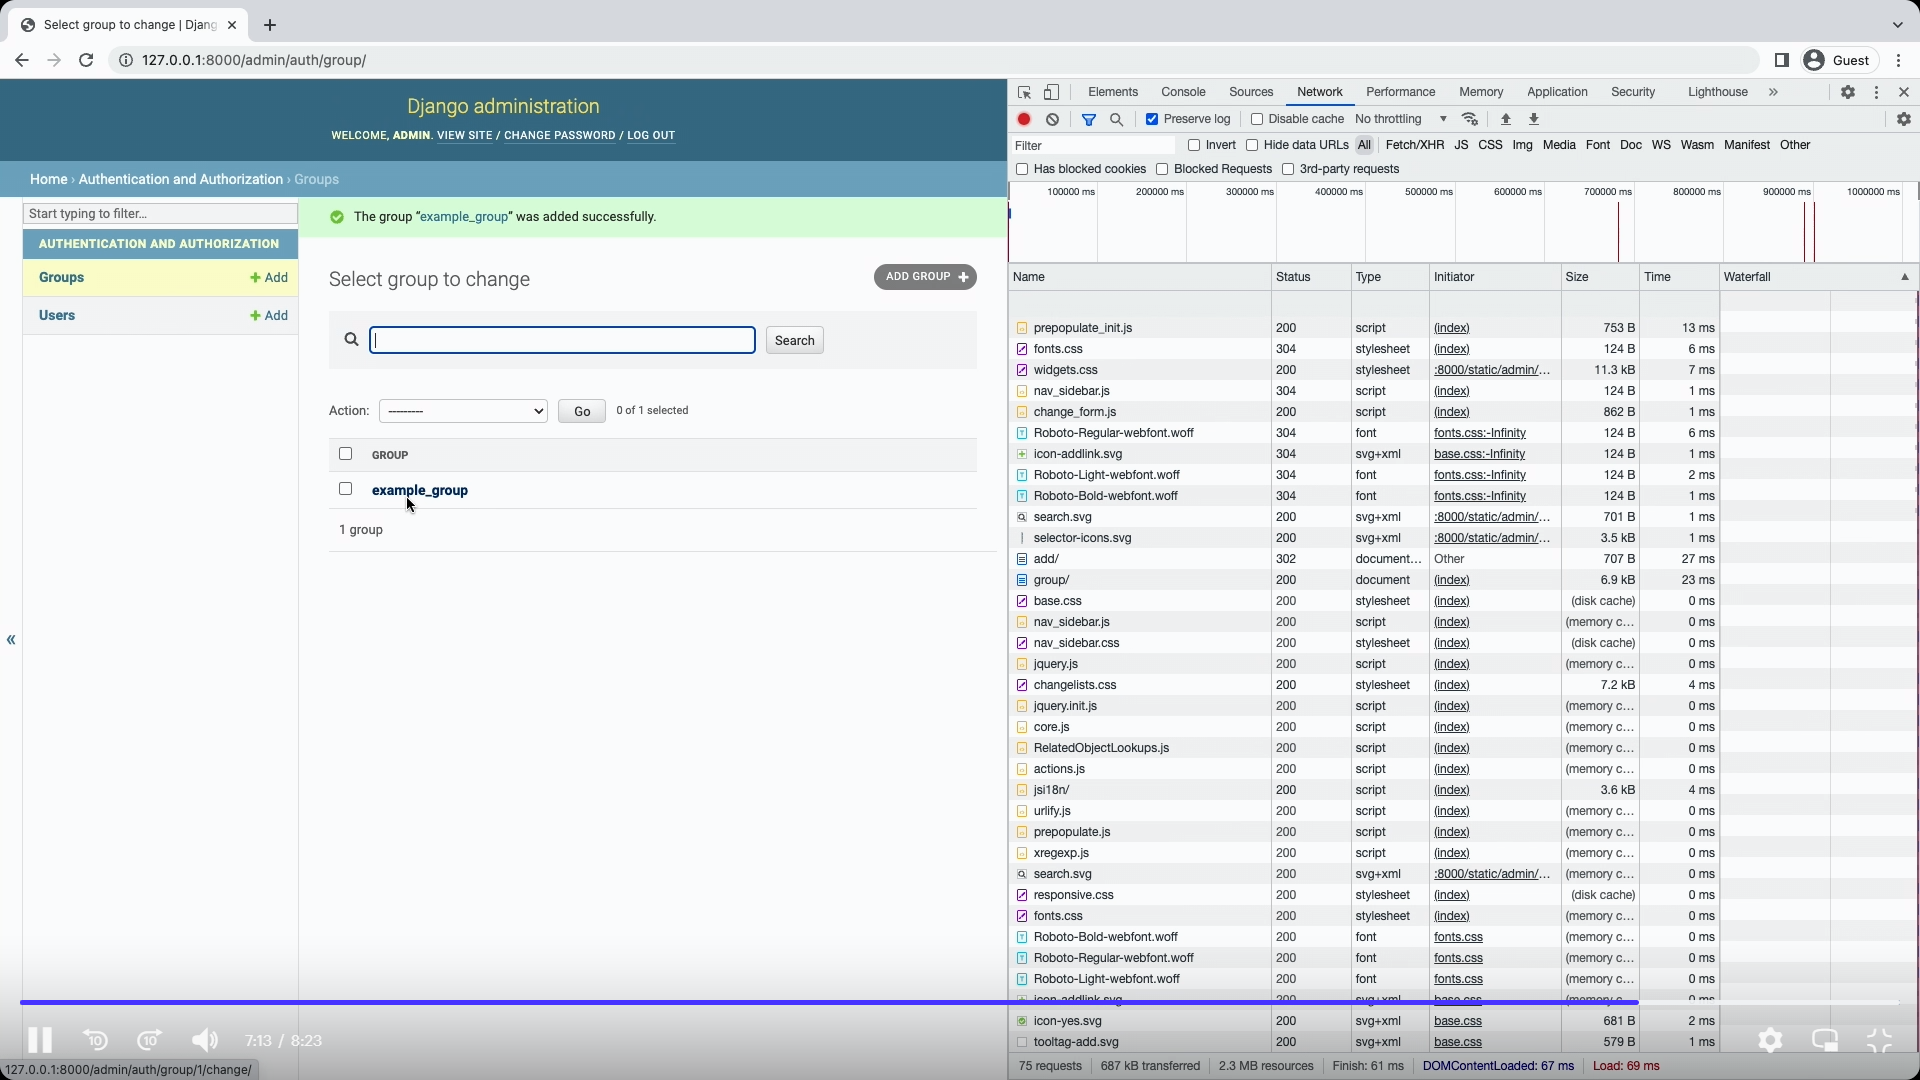 Select group to change | Djang
127.0.0.1:8000/admin/auth/group/
Guest
Django administration
WELCOME, ADMIN. VIEW SITE / CHANGE PASSWORD / LOG OUT
Home › Authentication and Authorization › Groups
Start typing to filter...
AUTHENTICATION AND AUTHORIZATION
Groups + Add
Users + Add
The group “example_group” was added successfully.
Select group to change
ADD GROUP +
Search
Action: --------- Go 0 of 1 selected
GROUP
example_group
1 group
«
Elements Console Sources Network Performance Memory Application Security Lighthouse »
Preserve log Disable cache No throttling
Filter Invert Hide data URLs All Fetch/XHR JS CSS Img Media Font Doc WS Wasm Manifest Other
Has blocked cookies Blocked Requests 3rd-party requests
100000 ms 200000 ms 300000 ms 400000 ms 500000 ms 600000 ms 700000 ms 800000 ms 900000 ms 1000000 ms
Name Status Type Initiator Size Time Waterfall
prepopulate_init.js 200 script (index) 753 B 13 ms
fonts.css 304 stylesheet (index) 124 B 6 ms
widgets.css 200 stylesheet :8000/static/admin/... 11.3 kB 7 ms
nav_sidebar.js 304 script (index) 124 B 1 ms
change_form.js 200 script (index) 862 B 1 ms
Roboto-Regular-webfont.woff 304 font fonts.css:-Infinity 124 B 6 ms
icon-addlink.svg 304 svg+xml base.css:-Infinity 124 B 1 ms
Roboto-Light-webfont.woff 304 font fonts.css:-Infinity 124 B 2 ms
Roboto-Bold-webfont.woff 304 font fonts.css:-Infinity 124 B 1 ms
search.svg 200 svg+xml :8000/static/admin/... 701 B 1 ms
selector-icons.svg 200 svg+xml :8000/static/admin/... 3.5 kB 1 ms
add/ 302 document... Other 707 B 27 ms
group/ 200 document (index) 6.9 kB 23 ms
base.css 200 stylesheet (index) (disk cache) 0 ms
nav_sidebar.js 200 script (index) (memory c... 0 ms
nav_sidebar.css 200 stylesheet (index) (disk cache) 0 ms
jquery.js 200 script (index) (memory c... 0 ms
changelists.css 200 stylesheet (index) 7.2 kB 4 ms
jquery.init.js 200 script (index) (memory c... 0 ms
core.js 200 script (index) (memory c... 0 ms
RelatedObjectLookups.js 200 script (index) (memory c... 0 ms
actions.js 200 script (index) (memory c... 0 ms
jsi18n/ 200 script (index) 3.6 kB 4 ms
urlify.js 200 script (index) (memory c... 0 ms
prepopulate.js 200 script (index) (memory c... 0 ms
xregexp.js 200 script (index) (memory c... 0 ms
search.svg 200 svg+xml :8000/static/admin/... (memory c... 0 ms
responsive.css 200 stylesheet (index) (disk cache) 0 ms
fonts.css 200 stylesheet (index) (memory c... 0 ms
Roboto-Bold-webfont.woff 200 font fonts.css (memory c... 0 ms
Roboto-Regular-webfont.woff 200 font fonts.css (memory c... 0 ms
Roboto-Light-webfont.woff 200 font fonts.css (memory c... 0 ms
icon-addlink.svg 200 svg+xml base.css (memory c... 0 ms
icon-yes.svg 200 svg+xml base.css 681 B 2 ms
tooltag-add.svg 200 svg+xml base.css 579 B 1 ms
75 requests 687 kB transferred 2.3 MB resources Finish: 61 ms DOMContentLoaded: 67 ms Load: 69 ms
10 10 7:13 / 8:23
127.0.0.1:8000/admin/auth/group/1/change/